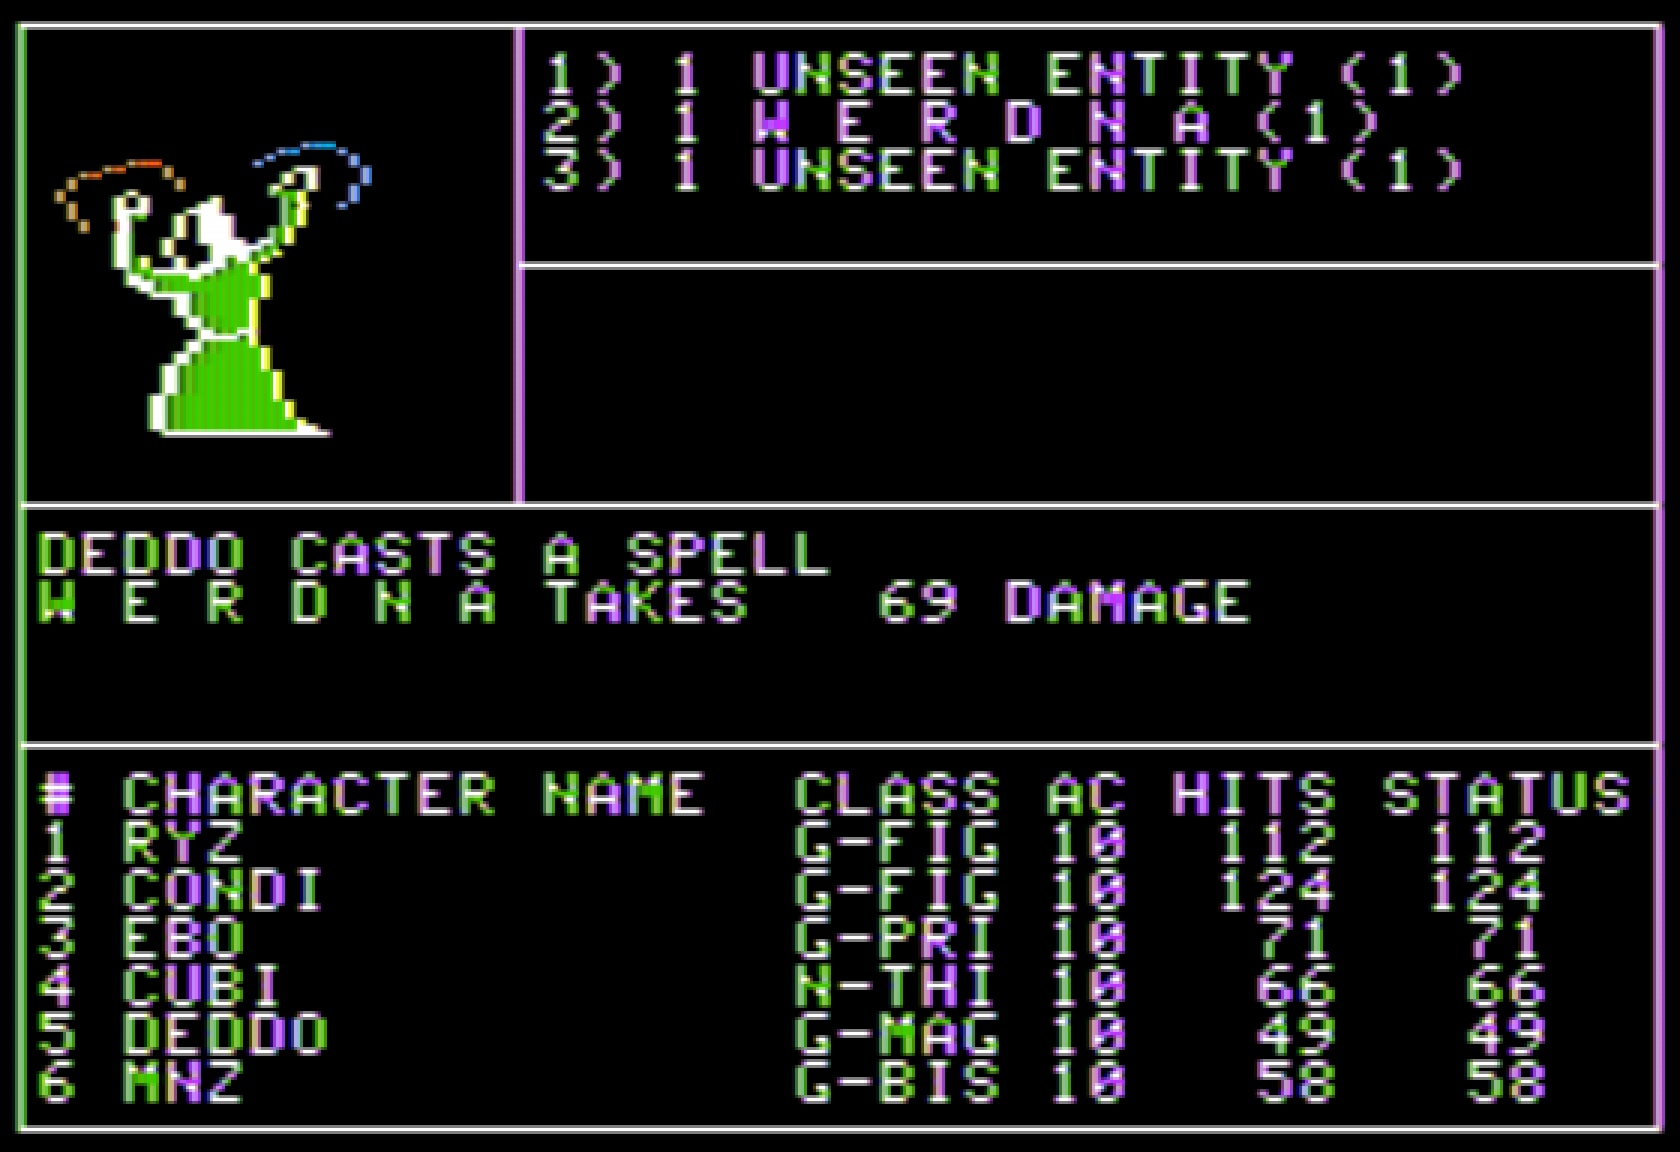 1) 1 UNSEEN ENTITY (1)
2) 1 W E R D N A (1)
3) 1 UNSEEN ENTITY (1)
DEDDO CASTS A SPELL
W E R D N A TAKES 69 DAMAGE
# CHARACTER NAME CLASS AC HITS STATUS
1 RYZ G-FIG 10 112 112
2 CONDI G-FIG 10 124 124
3 EBO G-PRI 10 71 71
4 CUBI N-THI 10 66 66
5 DEDDO G-MAG 10 49 49
6 MNZ G-BIS 10 58 58